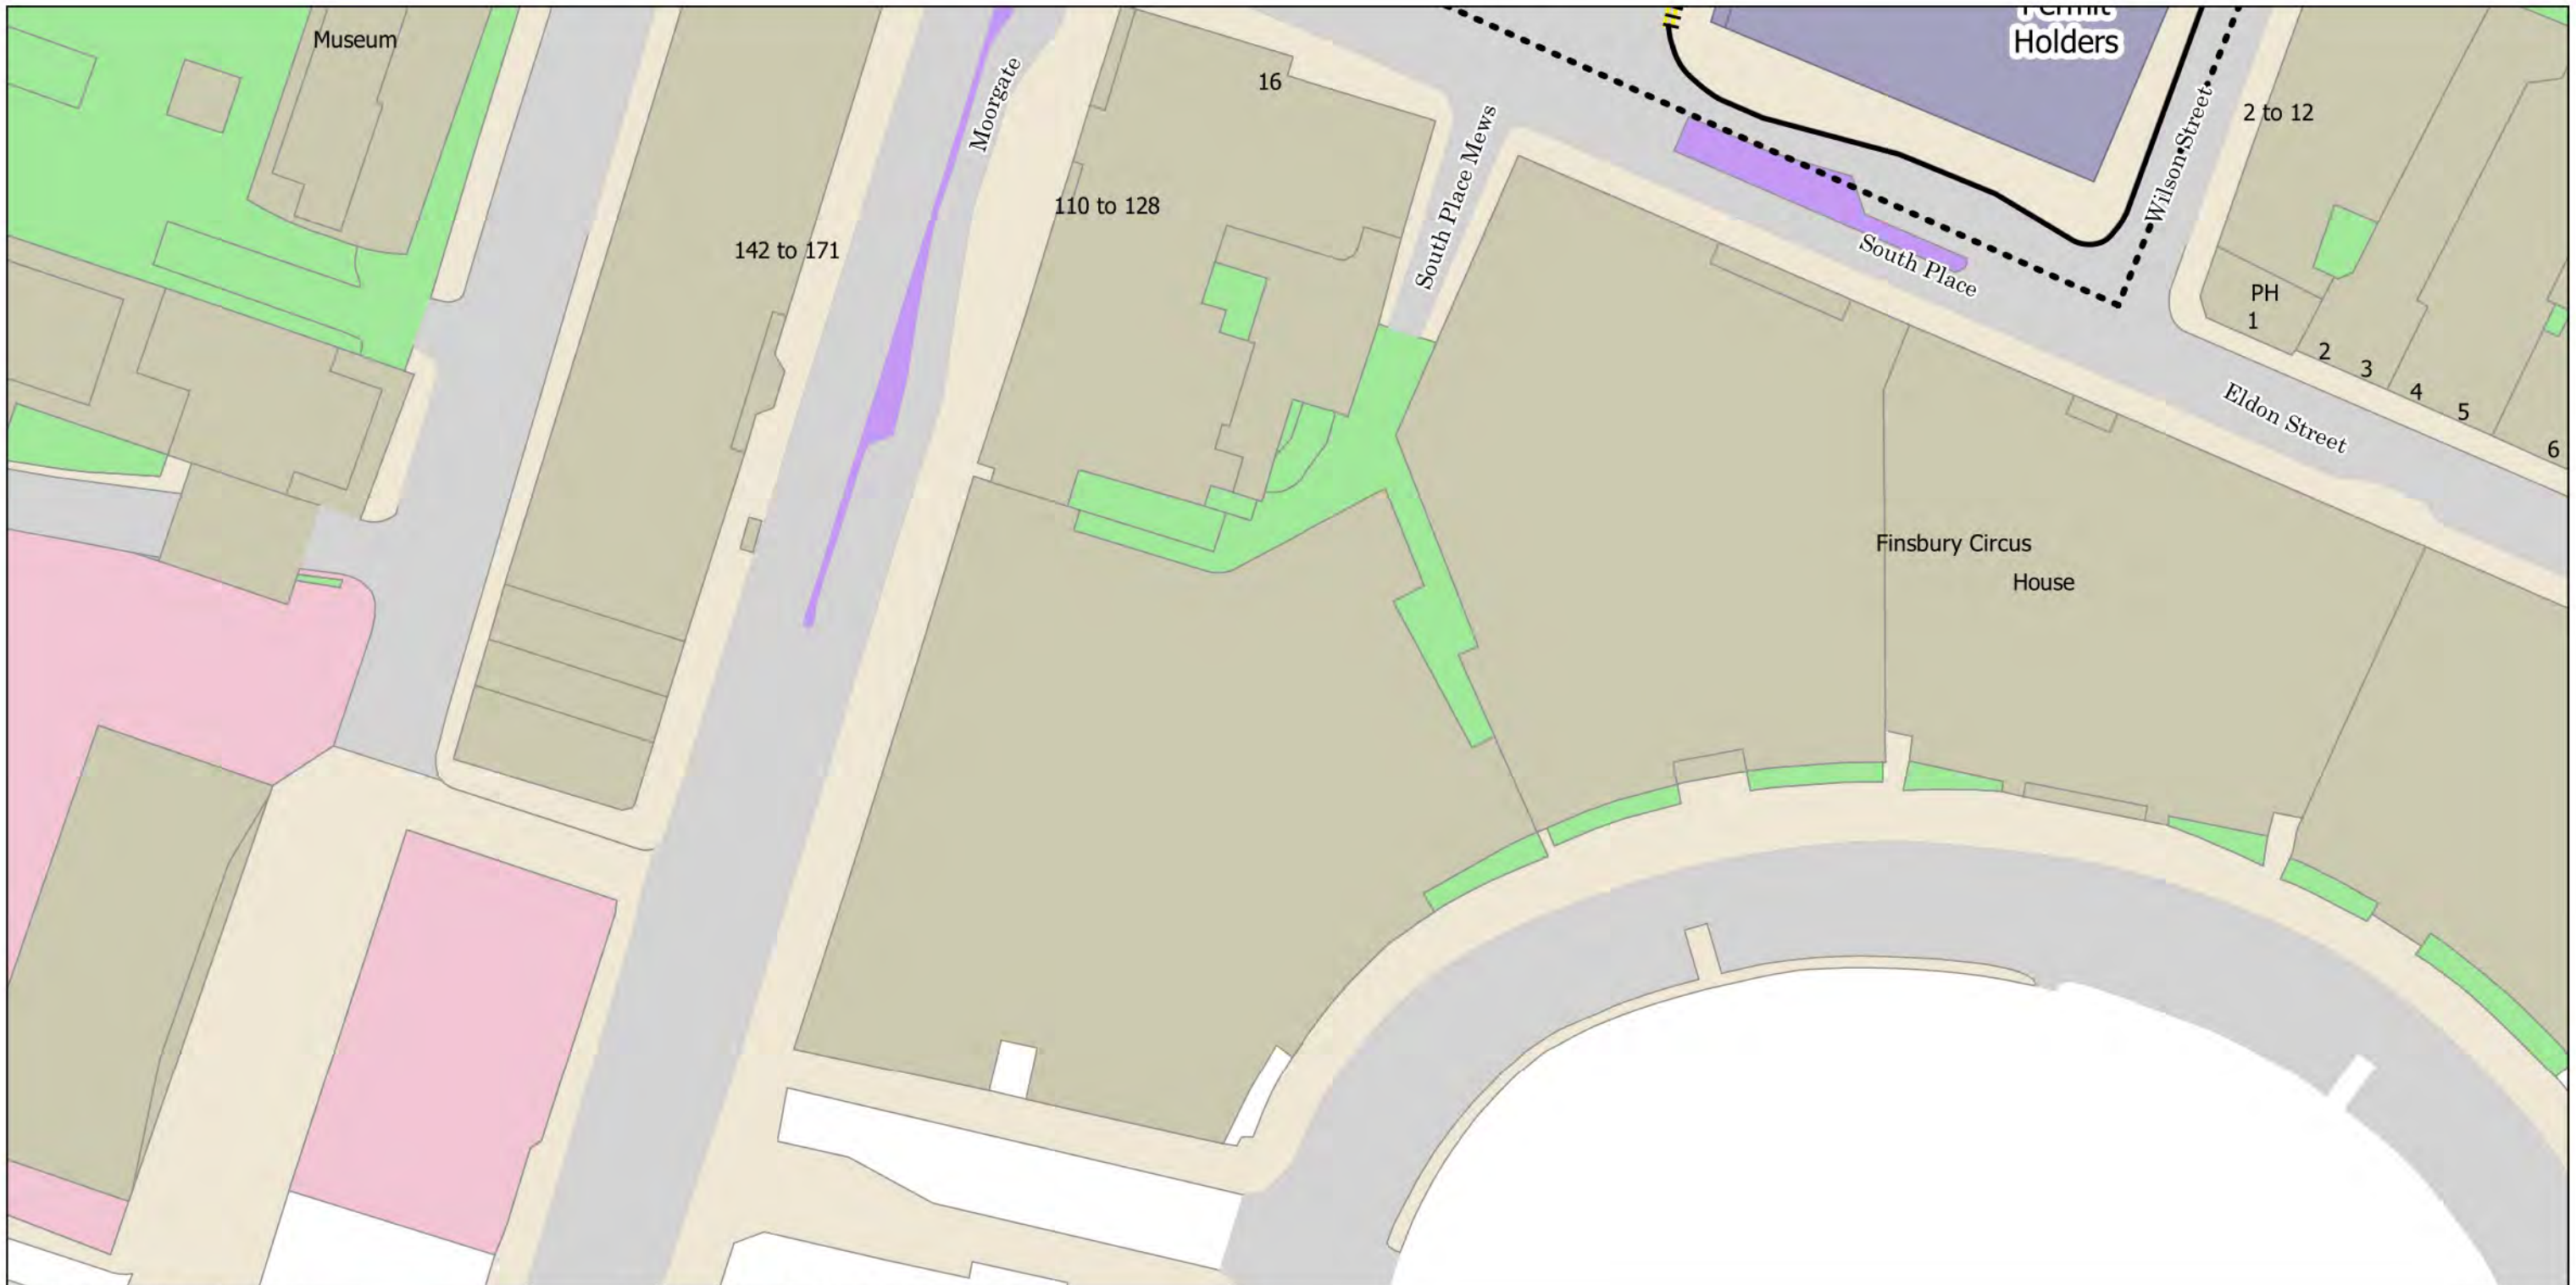 Permit
Holders
Museum
16
Moorgate
2 to 12
South Place Mews
Wilson Street
110 to 128
142 to 171
South Place
PH
1
2
3
4
5
6
Eldon Street
Finsbury Circus
House